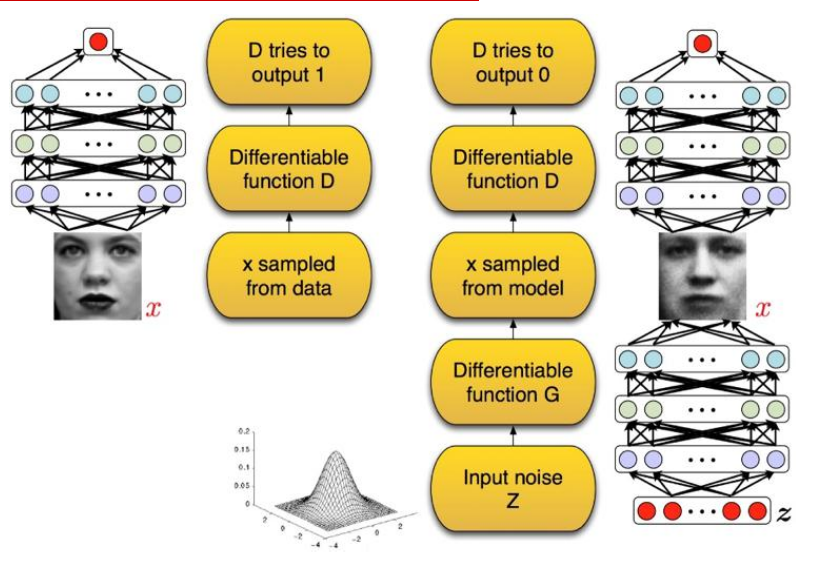 D tries to
output 1
Differentiable
function D
x sampled
from data
x
D tries to
output 0
Differentiable
function D
x sampled
from model
x
Differentiable
function G
Input noise
Z
z
0.2
0.15
0.1
0.05
0
2
0
-2
-4
-4
-2
0
2